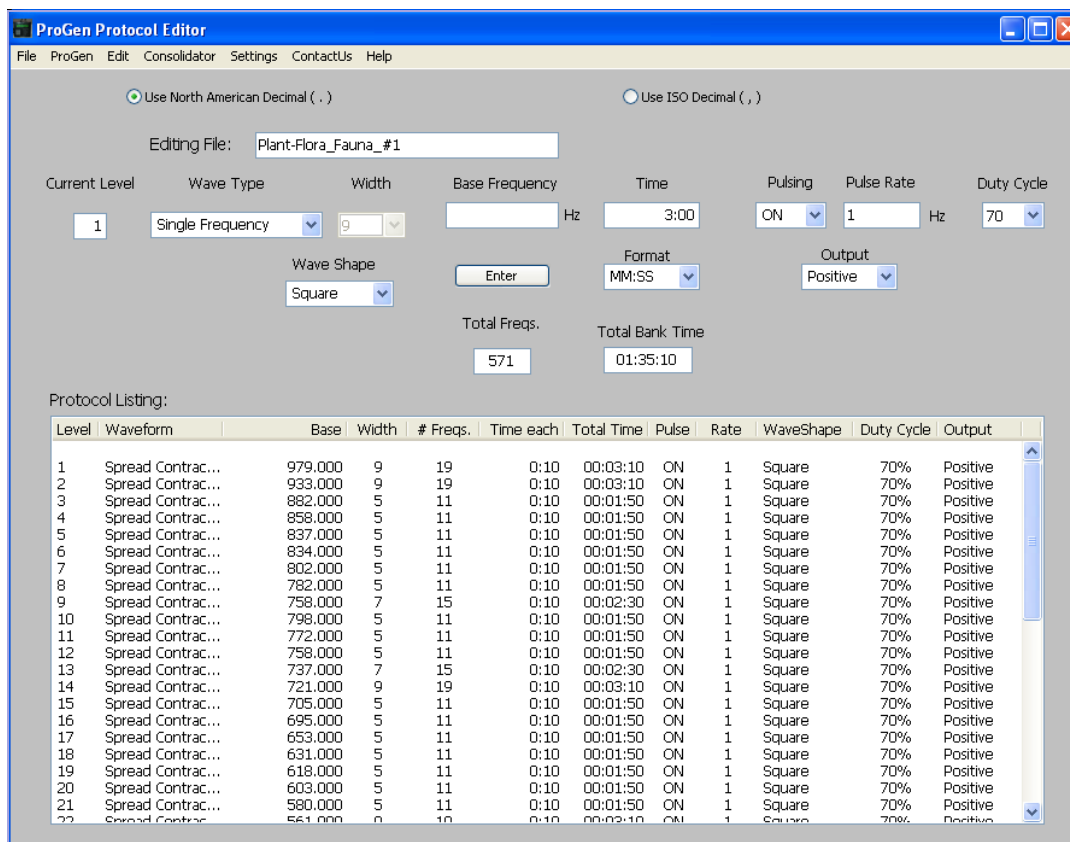 ProGen Protocol Editor
File ProGen Edit Consolidator Settings ContactUs Help
Use North American Decimal ( . ) Use ISO Decimal ( , )
Editing File: Plant-Flora_Fauna_#1
Current Level Wave Type Width Base Frequency Time Pulsing Pulse Rate Duty Cycle
1 Single Frequency 9 Hz 3:00 ON 1 Hz 70
Wave Shape Format Output
Square Enter MM:SS Positive
Total Freqs. Total Bank Time
571 01:35:10
Protocol Listing:
Level Waveform Base Width # Freqs. Time each Total Time Pulse Rate WaveShape Duty Cycle Output
1 Spread Contrac... 979.000 9 19 0:10 00:03:10 ON 1 Square 70% Positive
2 Spread Contrac... 933.000 9 19 0:10 00:03:10 ON 1 Square 70% Positive
3 Spread Contrac... 882.000 5 11 0:10 00:01:50 ON 1 Square 70% Positive
4 Spread Contrac... 858.000 5 11 0:10 00:01:50 ON 1 Square 70% Positive
5 Spread Contrac... 837.000 5 11 0:10 00:01:50 ON 1 Square 70% Positive
6 Spread Contrac... 834.000 5 11 0:10 00:01:50 ON 1 Square 70% Positive
7 Spread Contrac... 802.000 5 11 0:10 00:01:50 ON 1 Square 70% Positive
8 Spread Contrac... 782.000 5 11 0:10 00:01:50 ON 1 Square 70% Positive
9 Spread Contrac... 758.000 7 15 0:10 00:02:30 ON 1 Square 70% Positive
10 Spread Contrac... 798.000 5 11 0:10 00:01:50 ON 1 Square 70% Positive
11 Spread Contrac... 772.000 5 11 0:10 00:01:50 ON 1 Square 70% Positive
12 Spread Contrac... 758.000 5 11 0:10 00:01:50 ON 1 Square 70% Positive
13 Spread Contrac... 737.000 7 15 0:10 00:02:30 ON 1 Square 70% Positive
14 Spread Contrac... 721.000 9 19 0:10 00:03:10 ON 1 Square 70% Positive
15 Spread Contrac... 705.000 5 11 0:10 00:01:50 ON 1 Square 70% Positive
16 Spread Contrac... 695.000 5 11 0:10 00:01:50 ON 1 Square 70% Positive
17 Spread Contrac... 653.000 5 11 0:10 00:01:50 ON 1 Square 70% Positive
18 Spread Contrac... 631.000 5 11 0:10 00:01:50 ON 1 Square 70% Positive
19 Spread Contrac... 618.000 5 11 0:10 00:01:50 ON 1 Square 70% Positive
20 Spread Contrac... 603.000 5 11 0:10 00:01:50 ON 1 Square 70% Positive
21 Spread Contrac... 580.000 5 11 0:10 00:01:50 ON 1 Square 70% Positive